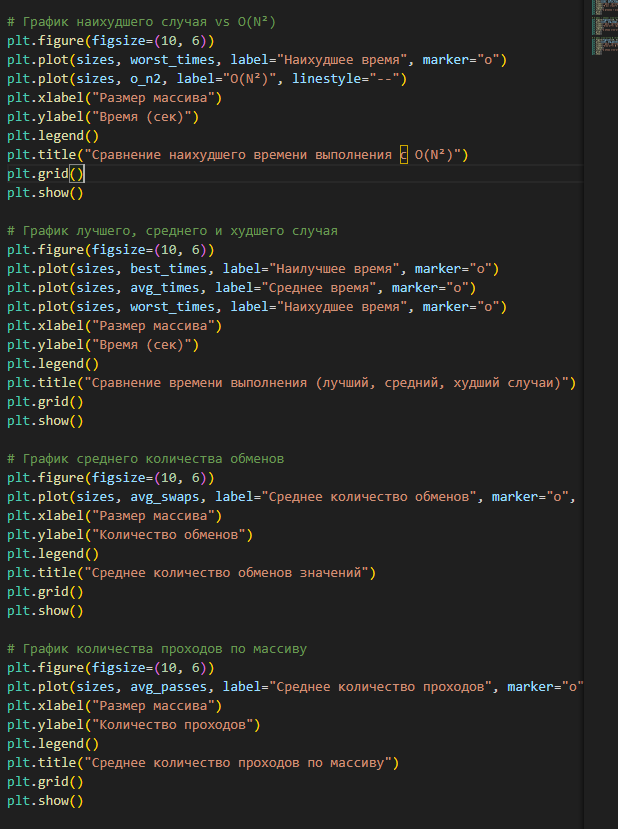 # График наихудшего случая vs O(N²)
plt.figure(figsize=(10, 6))
plt.plot(sizes, worst_times, label="Наихудшее время", marker="o")
plt.plot(sizes, o_n2, label="O(N²)", linestyle="--")
plt.xlabel("Размер массива")
plt.ylabel("Время (сек)")
plt.legend()
plt.title("Сравнение наихудшего времени выполнения с O(N²)")
plt.grid()
plt.show()
# График лучшего, среднего и худшего случая
plt.figure(figsize=(10, 6))
plt.plot(sizes, best_times, label="Наилучшее время", marker="o")
plt.plot(sizes, avg_times, label="Среднее время", marker="o")
plt.plot(sizes, worst_times, label="Наихудшее время", marker="o")
plt.xlabel("Размер массива")
plt.ylabel("Время (сек)")
plt.legend()
plt.title("Сравнение времени выполнения (лучший, средний, худший случаи)")
plt.grid()
plt.show()
# График среднего количества обменов
plt.figure(figsize=(10, 6))
plt.plot(sizes, avg_swaps, label="Среднее количество обменов", marker="o",
plt.xlabel("Размер массива")
plt.ylabel("Количество обменов")
plt.legend()
plt.title("Среднее количество обменов значений")
plt.grid()
plt.show()
# График количества проходов по массиву
plt.figure(figsize=(10, 6))
plt.plot(sizes, avg_passes, label="Среднее количество проходов", marker="o"
plt.xlabel("Размер массива")
plt.ylabel("Количество проходов")
plt.legend()
plt.title("Среднее количество проходов по массиву")
plt.grid()
plt.show()